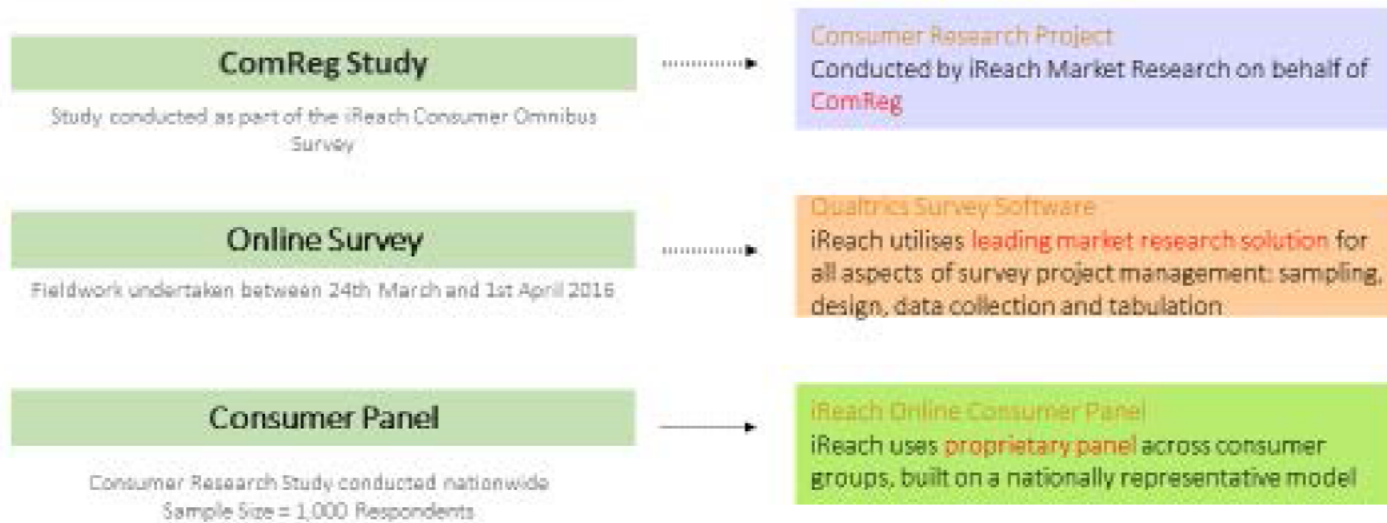 ComReg Study
Study conducted as part of the iReach Consumer Omnibus
Survey
Consumer Research Project
Conducted by iReach Market Research on behalf of
ComReg
Online Survey
Fieldwork undertaken between 24th March and 1st April 2016
Qualtrics Survey Software
iReach utilises leading market research solution for
all aspects of survey project management: sampling,
design, data collection and tabulation
Consumer Panel
Consumer Research Study conducted nationwide
Sample Size = 1,000 Respondents
iReach Online Consumer Panel
iReach uses proprietary panel across consumer
groups, built on a nationally representative model